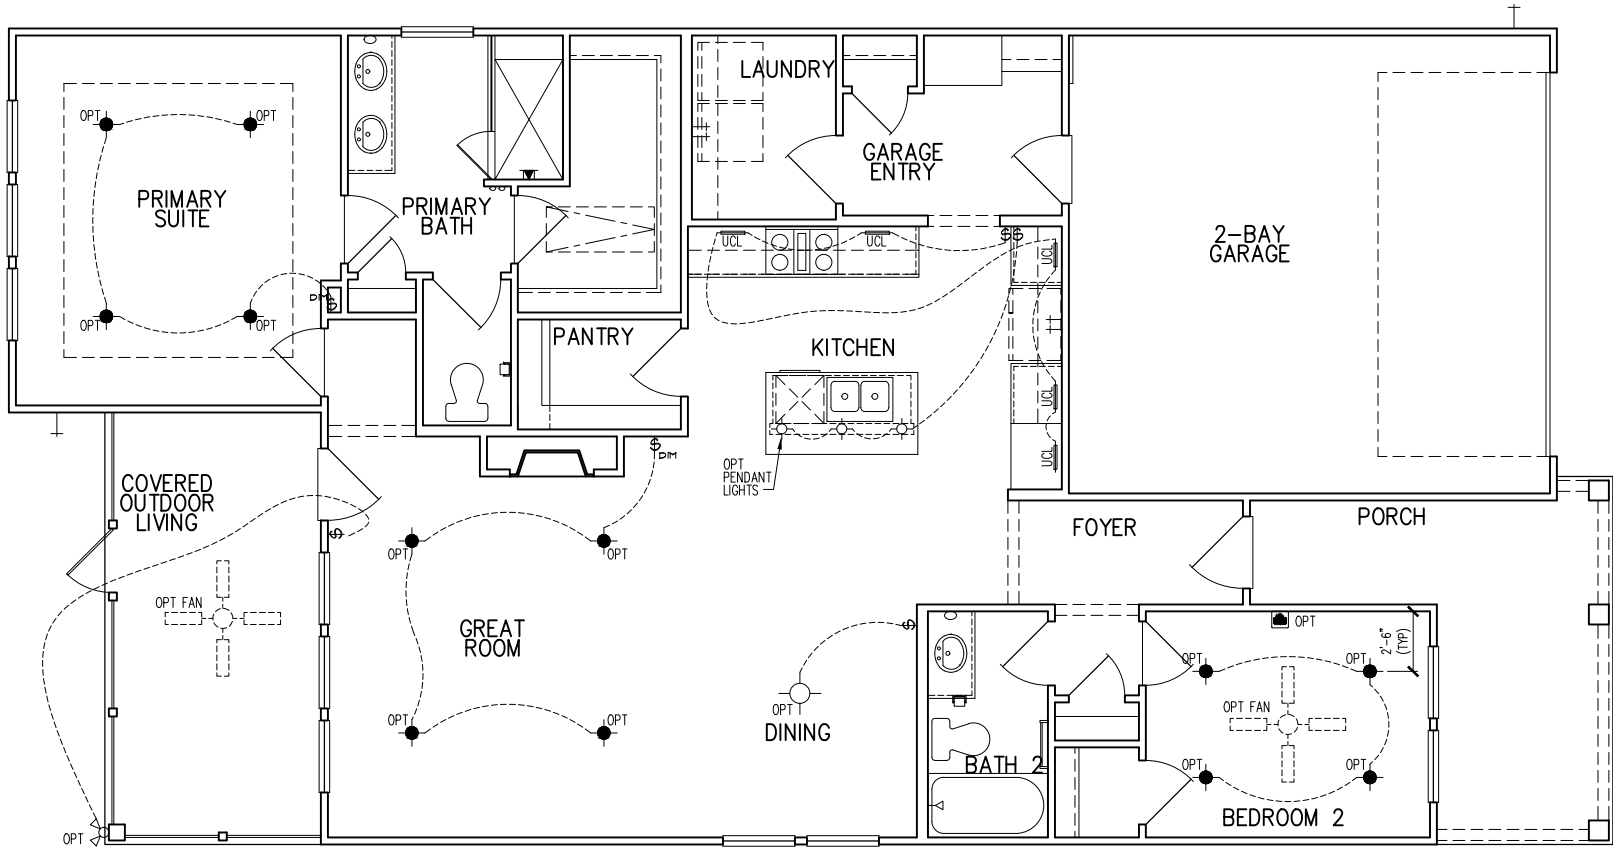 LAUNDRY
OPT
OPT
GARAGE
ENTRY
PRIMARY
SUITE
PRIMARY
BATH
UCL
UCL
$$
UCL
2-BAY
GARAGE
DIM
$
OPT
OPT
PANTRY
KITCHEN
UCL
$
DIM
UCL
OPT
PENDANT
LIGHTS
COVERED
OUTDOOR
LIVING
$
FOYER
PORCH
OPT
OPT
OPT FAN
GREAT
ROOM
$
OPT
2'-6"
(TYP)
OPT
OPT
OPT
OPT
OPT
DINING
OPT FAN
BATH 2
OPT
OPT
BEDROOM 2
OPT